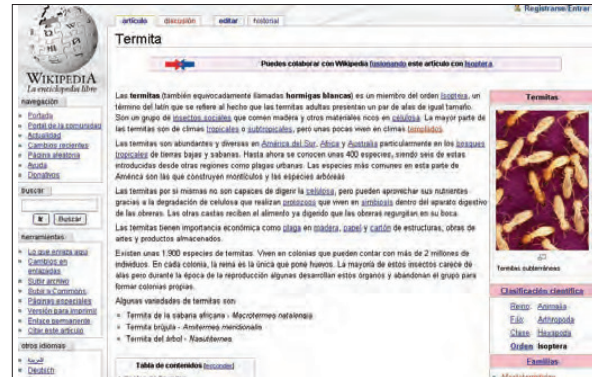 Registrarse/Entrar
artículo discusión editar historial
Termita
Puedes colaborar con Wikipedia fusionando este artículo con Isoptera.
WIKIPEDIA
La enciclopedia libre
navegación
Portada
Portal de la comunidad
Actualidad
Cambios recientes
Página aleatoria
Ayuda
Donativos
buscar
Ir Buscar
herramientas
Lo que enlaza aquí
Cambios en
enlazadas
Subir archivo
Subir a Commons
Páginas especiales
Versión para imprimir
Enlace permanente
Citar este artículo
otros idiomas
العربية
Deutsch
Las termitas (también equivocadamente llamadas hormigas blancas) es un miembro del orden Isoptera, un
término del latín que se refiere al hecho que las termitas adultas presentan un par de alas de igual tamaño.
Son un grupo de insectos sociales que comen madera y otros materiales ricos en celulosa. La mayor parte de
las termitas son de climas tropicales o subtropicales, pero unas pocas viven en climas templados.
Las termitas son abundantes y diversas en América del Sur, África y Australia particularmente en los bosques
tropicales de tierras bajas y sabanas. Hasta ahora se conocen unas 400 especies, siendo seis de estas
introducidas desde otras regiones como plagas urbanas. Las especies más comunes en esta parte de
América son las que construyen montículos y las especies arbóreas
Las termitas por si mismas no son capaces de digerir la celulosa, pero pueden aprovechar sus nutrientes
gracias a la degradación de celulosa que realizan protozoos que viven en simbiosis dentro del aparato digestivo
de las obreras. Las otras castas reciben el alimento ya digerido que las obreras regurgitan en su boca.
Las termitas tienen importancia económica como plaga en madera, papel y cartón de estructuras, obras de
artes y productos almacenados.
Existen unas 1.900 especies de termitas. Viven en colonias que pueden contar con más de 2 millones de
individuos. En cada colonia, la reina es la única que pone huevos. La mayoría de estos insectos carece de
alas pero durante la época de la reproducción algunas desarrollan estos órganos y abandonan el grupo para
formar colonias propias.
Algunas variedades de termitas son
Termita de la sabana africana - Macrotermes natalensis
Termita brújula - Amitermes meridionalis
Termita del árbol - Nasutitermes
Tabla de contenidos [esconder]
Termitas
Termitas subterráneas
Clasificación científica
Reino: Animalia
Filo: Arthropoda
Clase: Hexapoda
Orden: Isoptera
Familias